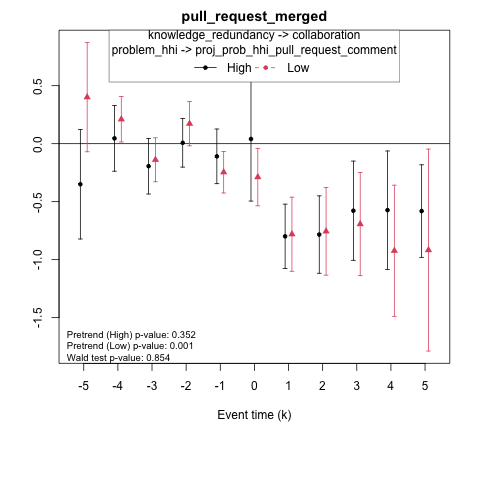 pull_request_merged
knowledge_redundancy -> collaboration
problem_hhi -> proj_prob_hhi_pull_request_comment
High Low
0.5
0.0
-0.5
-1.0
-1.5
Pretrend (High) p-value: 0.352
Pretrend (Low) p-value: 0.001
Wald test p-value: 0.854
-5 -4 -3 -2 -1 0 1 2 3 4 5
Event time (k)